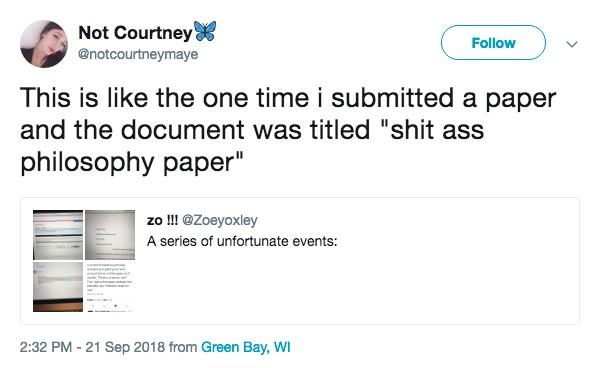 Not Courtney
@notcourtneymaye
Follow
This is like the one time i submitted a paper
and the document was titled "shit ass
philosophy paper"
zo !!! @Zoeyoxley
A series of unfortunate events:
2:32 PM - 21 Sep 2018 from Green Bay, WI